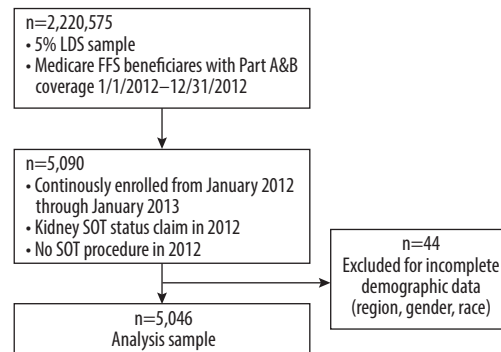 n=2,220,575
• 5% LDS sample
• Medicare FFS beneficiares with Part A&B
coverage 1/1/2012–12/31/2012
n=5,090
• Continously enrolled from January 2012
through January 2013
• Kidney SOT status claim in 2012
• No SOT procedure in 2012
n=44
Excluded for incomplete
demographic data
(region, gender, race)
n=5,046
Analysis sample